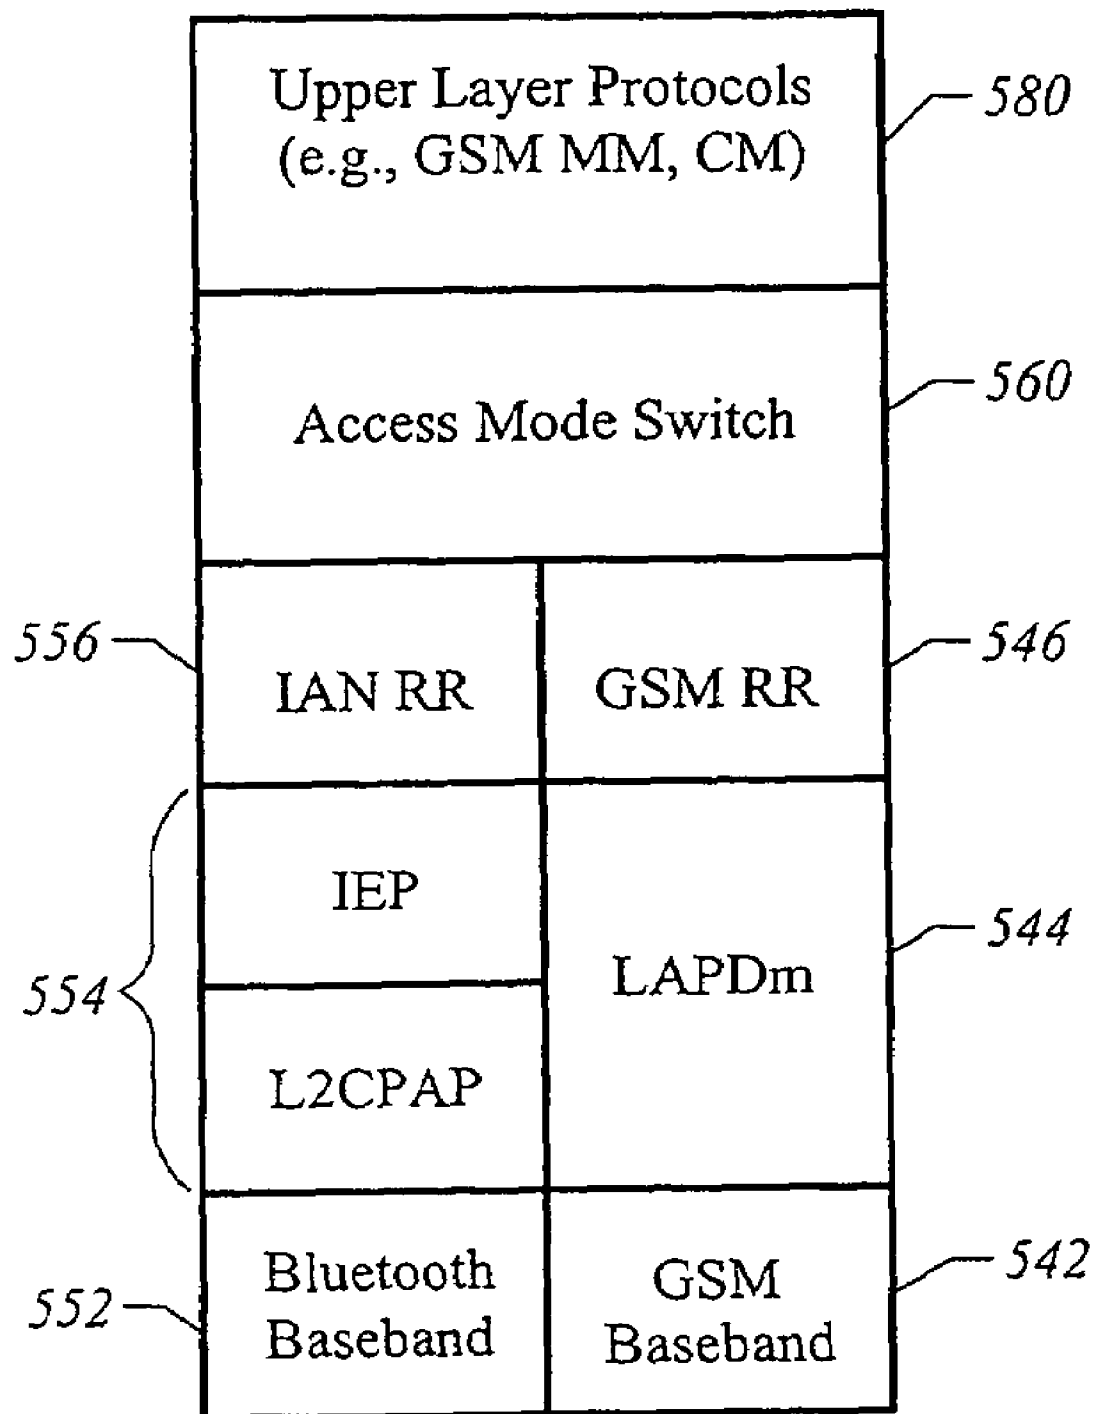 Upper Layer Protocols
(e.g., GSM MM, CM)
580
Access Mode Switch
560
556
IAN RR
GSM RR
546
554
IEP
L2CPAP
LAPDm
544
552
Bluetooth
Baseband
GSM
Baseband
542